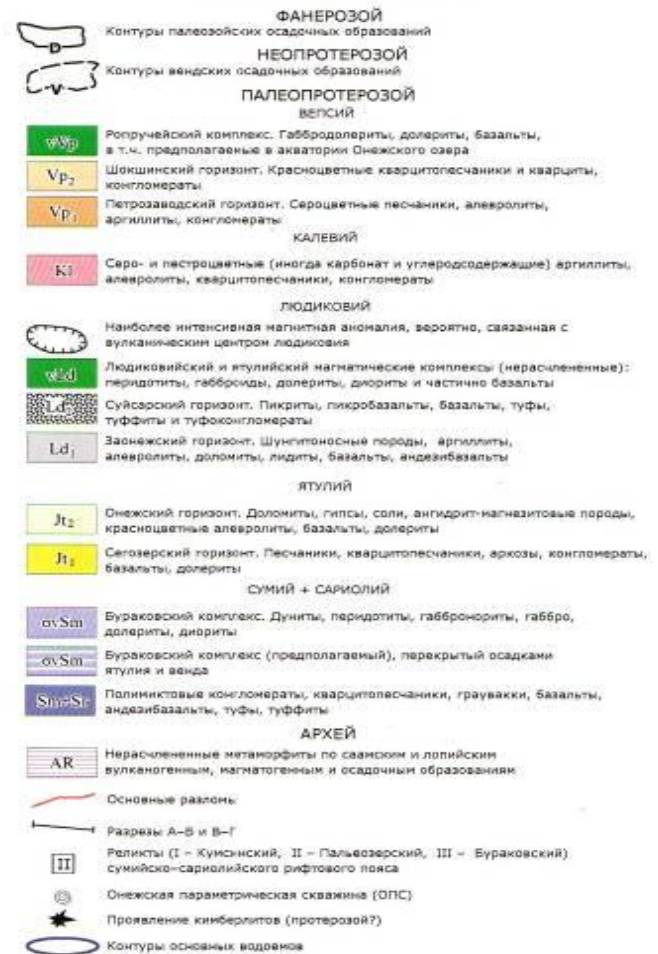 ФАНЕРОЗОЙ
D
Контуры палеозойских осадочных образований
НЕОПРОТЕРОЗОЙ
V
Контуры вендских осадочных образований
ПАЛЕОПРОТЕРОЗОЙ
ВЕПСИЙ
νVp
Ропручейский комплекс. Габбродолериты, долериты, базальты,
в т.ч. предполагаемые в акватории Онежского озера
Vp₂
Шокшинский горизонт. Красноцветные кварцитопесчаники и кварциты,
конгломераты
Vp₁
Петрозаводский горизонт. Сероцветные песчаники, алевролиты,
аргиллиты, конгломераты
КАЛЕВИЙ
Kl
Серо- и пестроцветные (иногда карбонат и углеродсодержащие) аргиллиты,
алевролиты, кварцитопесчаники, конгломераты
ЛЮДИКОВИЙ
Наиболее интенсивная магнитная аномалия, вероятно, связанная с
вулканическим центром людиковия
νLd
Людиковийский и ятулийский магматические комплексы (нерасчлененные):
перидотиты, габброиды, долериты, диориты и частично базальты
Ld
Суйсарский горизонт. Пикриты, пикробазальты, базальты, туфы,
туффиты и туфоконгломераты
Ld₁
Заонежский горизонт. Шунгитоносные породы, аргиллиты,
алевролиты, доломиты, лидиты, базальты, андезибазальты
ЯТУЛИЙ
Jt₂
Онежский горизонт. Доломиты, гипсы, соли, ангидрит-магнезитовые породы,
красноцветные алевролиты, базальты, долериты
Jt₁
Сегозерский горизонт. Песчаники, кварцитопесчаники, аркозы, конгломераты,
базальты, долериты
СУМИЙ + САРИОЛИЙ
σνSm
Бураковский комплекс. Дуниты, перидотиты, габбронориты, габбро,
долериты, диориты
σνSm
Бураковский комплекс (предполагаемый), перекрытый осадками
ятулия и венда
Sm+Sr
Полимиктовые конгломераты, кварцитопесчаники, граувакки, базальты,
андезибазальты, туфы, туффиты
АРХЕЙ
AR
Нерасчлененные метаморфиты по саамским и лопийским
вулканогенным, магматогенным и осадочным образованиям
Основные разломы
Разрезы А–Б и В–Г
II
Реликты (I – Кумсинский, II – Пальеозерский, III – Бураковский)
сумийско-сариолийского рифтового пояса
Онежская параметрическая скважина (ОПС)
Проявление кимберлитов (протерозой?)
Контуры основных водоемов